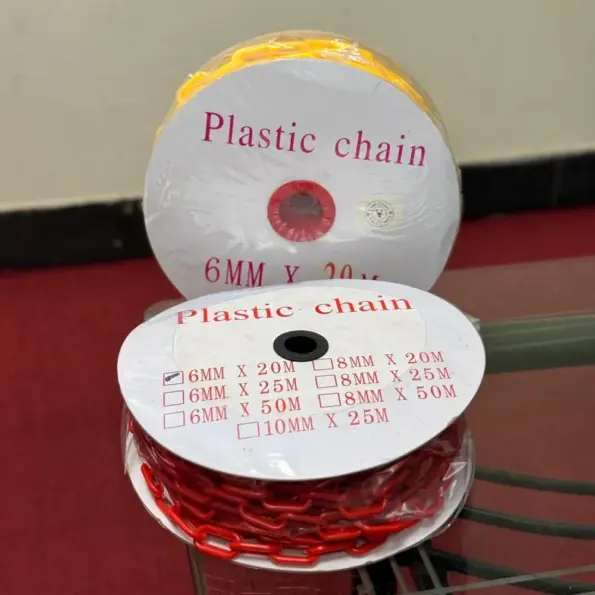 Plastic chain
6MM X 20M
Plastic chain
6MM X 20M 8MM X 20M
6MM X 25M 8MM X 25M
6MM X 50M 8MM X 50M
10MM X 25M